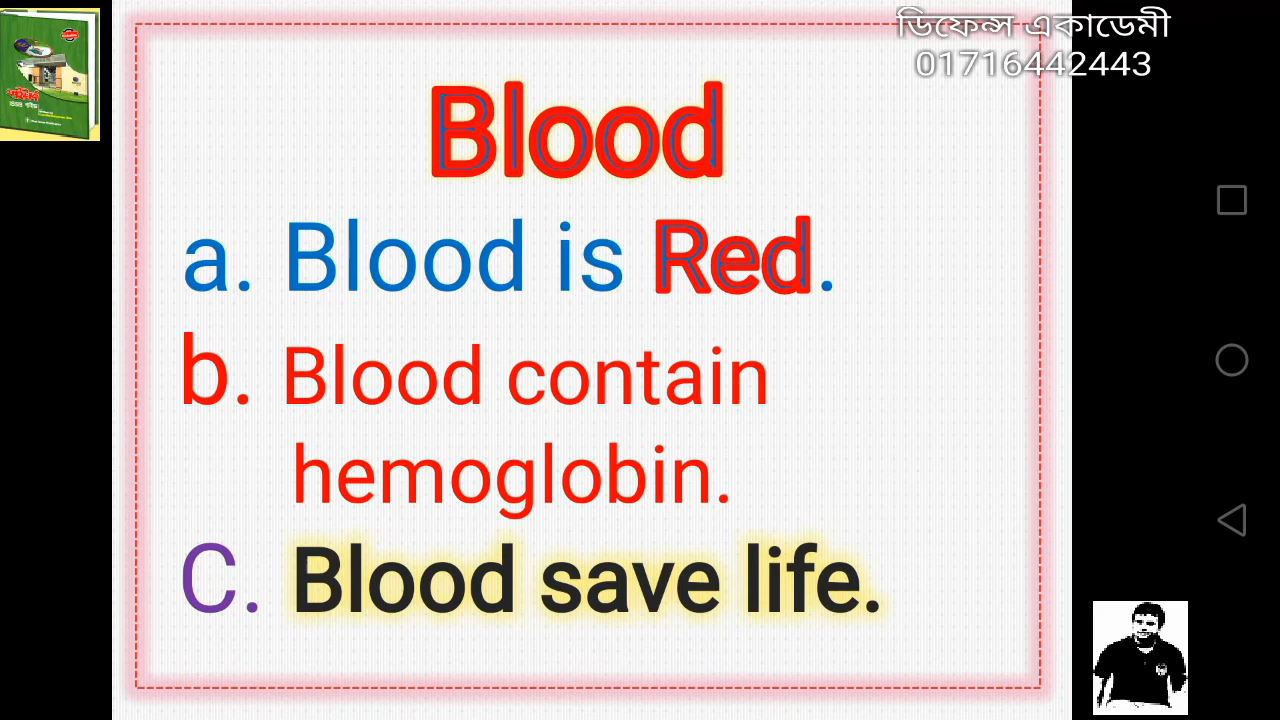 ডিফেন্স একাডেমী
01716442443
Blood
a. Blood is Red.
b. Blood contain
hemoglobin.
C. Blood save life.